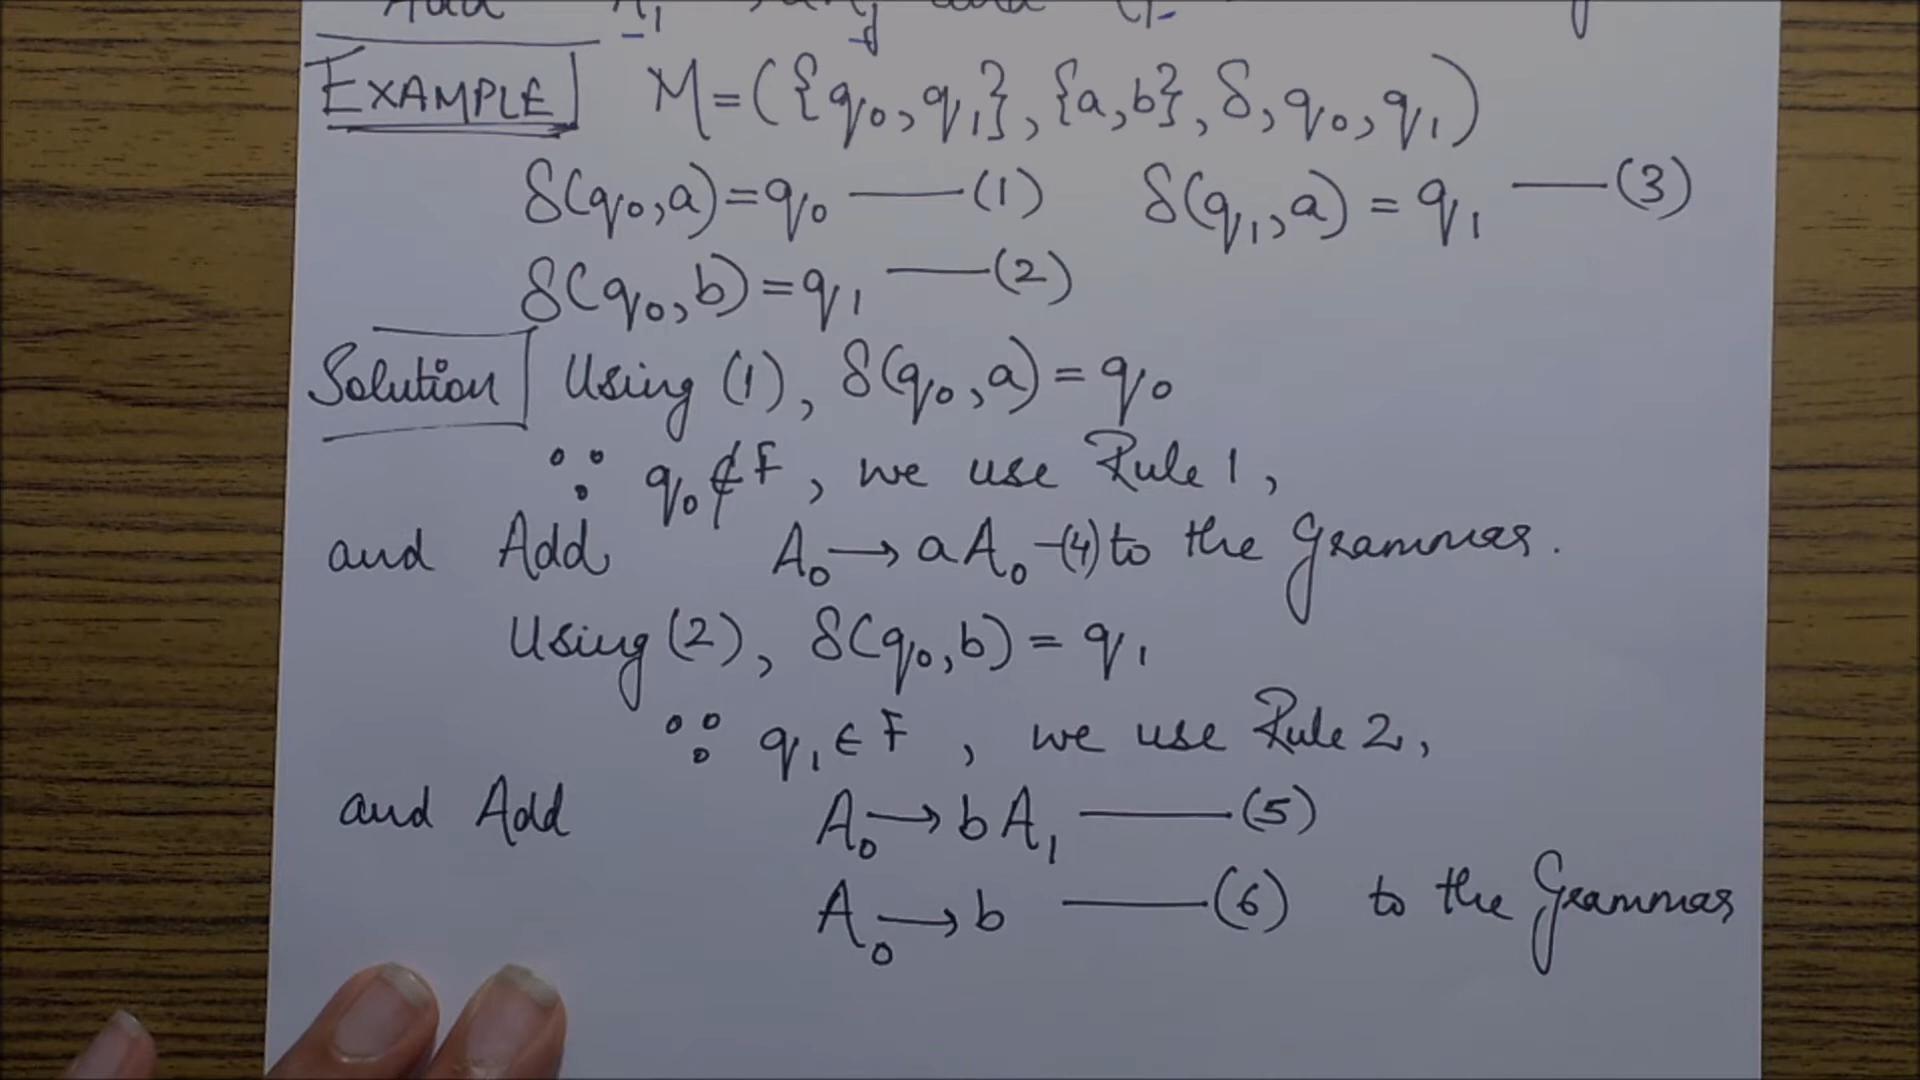 Add
EXAMPLE M=({q₀,q₁},{a,b},δ,q₀,q₁)
δ(q₀,a)=q₀ —(1) δ(q₁,a)=q₁ —(3)
δ(q₀,b)=q₁ —(2)
Solution Using (1), δ(q₀,a)=q₀
∵ q₀∉F, we use Rule 1,
and Add A₀→aA₀ -(4) to the Grammar.
Using (2), δ(q₀,b)=q₁
∵ q₁∈F, we use Rule 2,
and Add A₀→bA₁ —(5)
A₀→b —(6) to the Grammar